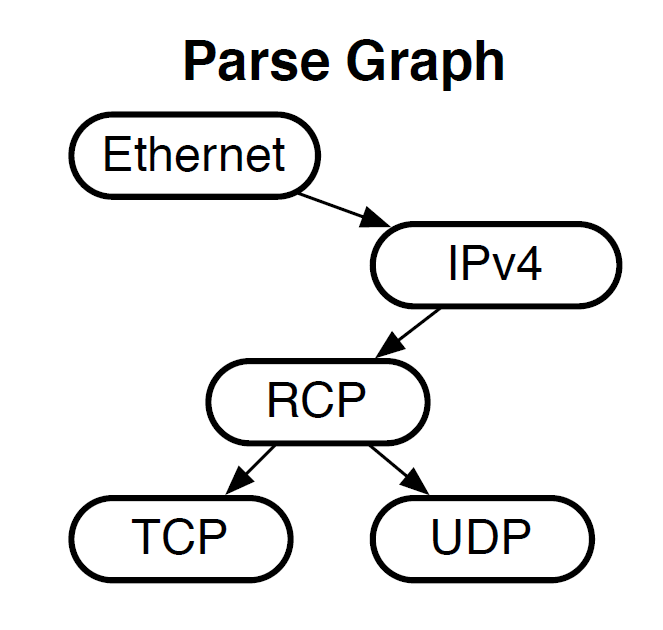 Parse Graph
Ethernet
IPv4
RCP
TCP
UDP